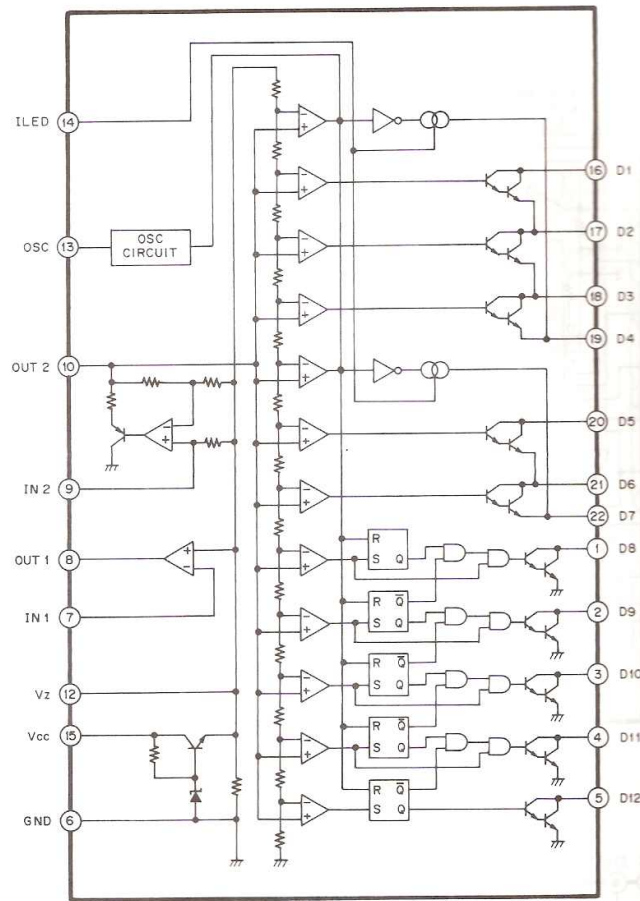 ILED 14
OSC 13
OSC
CIRCUIT
OUT 2 10
IN 2 9
OUT 1 8
IN 1 7
Vz 12
Vcc 15
GND 6
- +
- +
- +
- +
- +
- +
- +
- +
- +
- +
- +
- +
- +
+ -
16 D1
17 D2
18 D3
19 D4
20 D5
21 D6
22 D7
R
S Q
1 D8
R Q̅
S Q
2 D9
R Q̅
S Q
3 D10
R Q̅
S Q
4 D11
R Q̅
S Q
5 D12